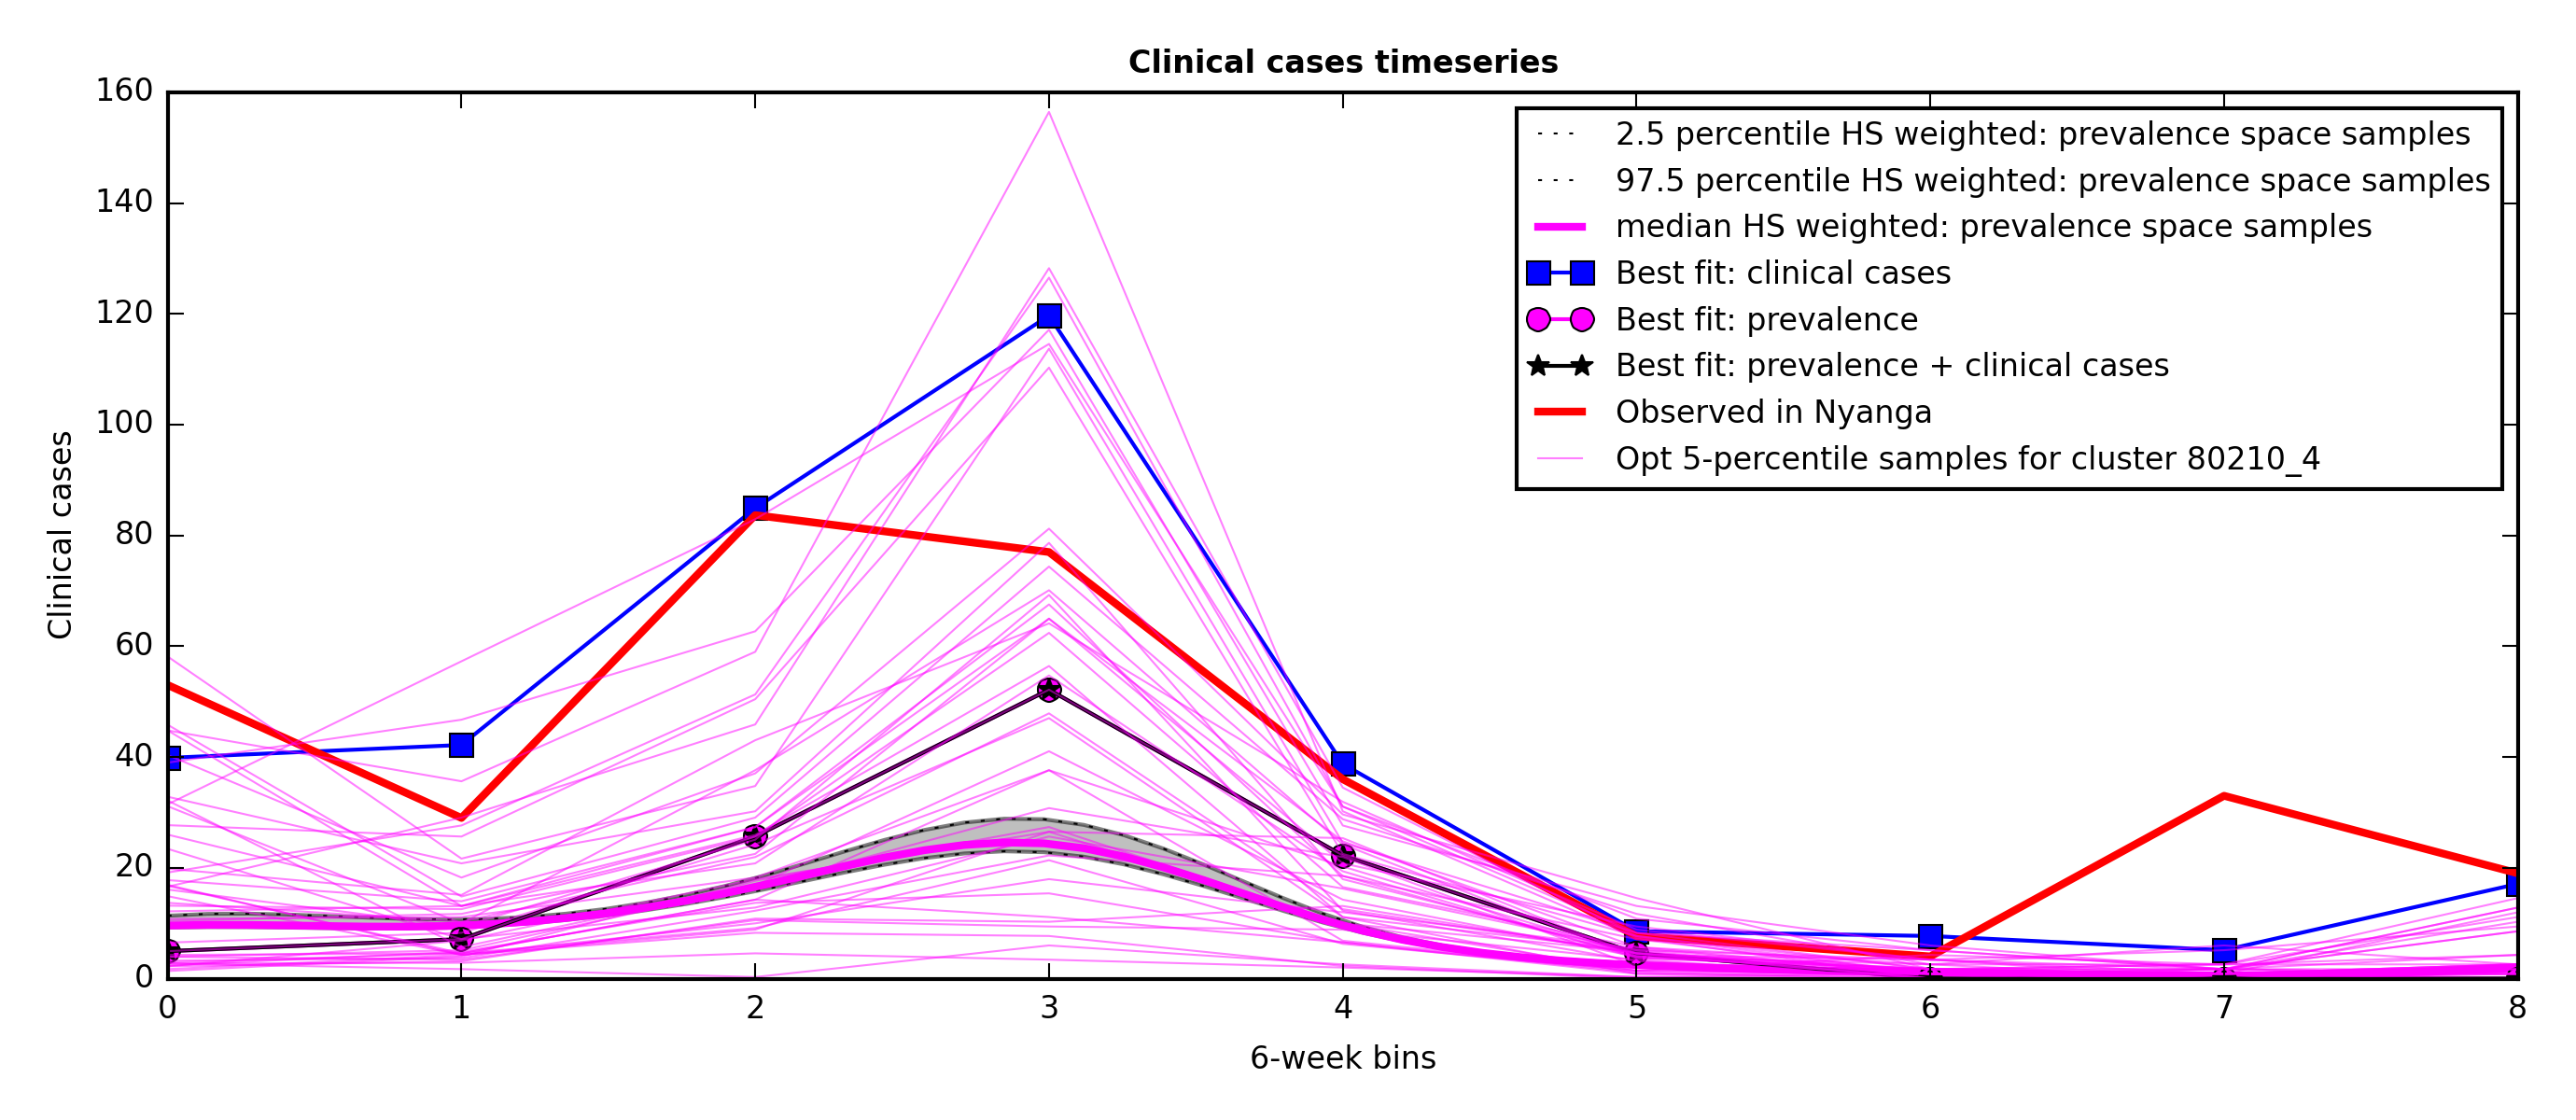 Clinical cases timeseries
160
140
120
100
80
60
40
20
0
Clinical cases
2.5 percentile HS weighted: prevalence space samples
97.5 percentile HS weighted: prevalence space samples
median HS weighted: prevalence space samples
Best fit: clinical cases
Best fit: prevalence
Best fit: prevalence + clinical cases
Observed in Nyanga
Opt 5-percentile samples for cluster 80210_4
0 1 2 3 4 5 6 7 8
6-week bins